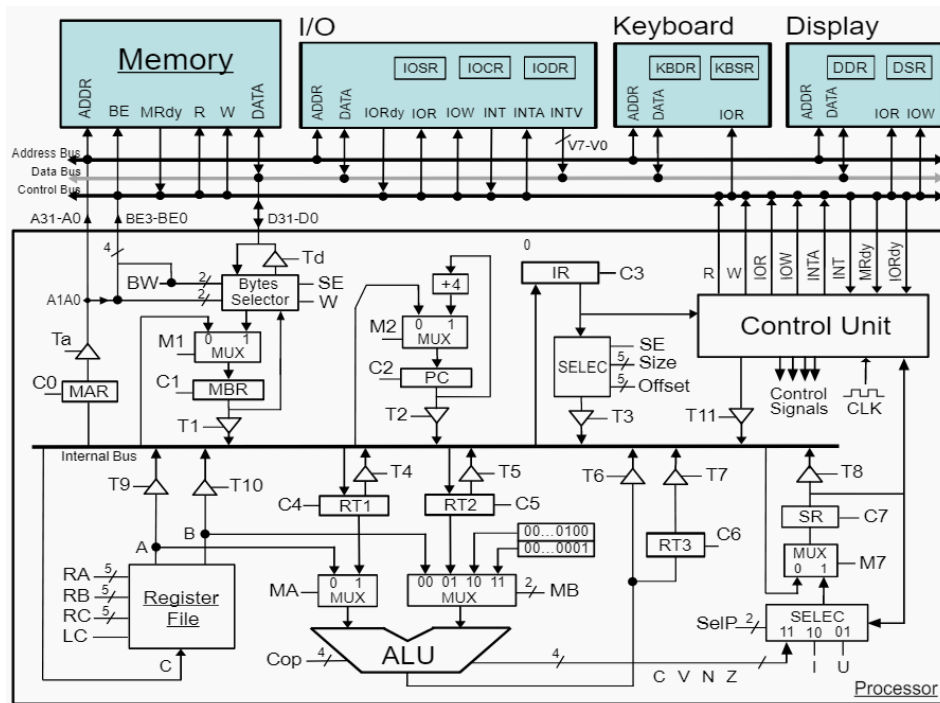 I/O
Keyboard
Display
Memory
IOSR IOCR IODR
KBDR KBSR
DDR DSR
ADDR BE MRdy R W DATA
ADDR DATA IORdy IOR IOW INT INTA INTV
ADDR DATA IOR
ADDR DATA IOR IOW
V7-V0
Address Bus
Data Bus
Control Bus
A31-A0 BE3-BE0 D31-D0
0
4
Td
BW 2 Bytes Selector SE
A1A0 2 W
+4
IR C3
R W IOR IOW INTA INT MRdy IORdy
Ta
M1 0 1 MUX
M2 0 1 MUX
SELEC SE
5 Size
5 Offset
Control Unit
C0 MAR
C1 MBR
C2 PC
T1
T2
T3
T11
Control Signals
CLK
Internal Bus
T9 T10 T4 T5 T6 T7 T8
C4 RT1
RT2 C5
00...0100
00...0001
RT3 C6
SR C7
A B
MUX 0 1 M7
RA 5
RB 5
RC 5
LC
Register File
C
MA 0 1 MUX
00 01 10 11 MUX 2 MB
SelP 2 SELEC 11 10 01
Cop 4 ALU 4
C V N Z
I U
Processor